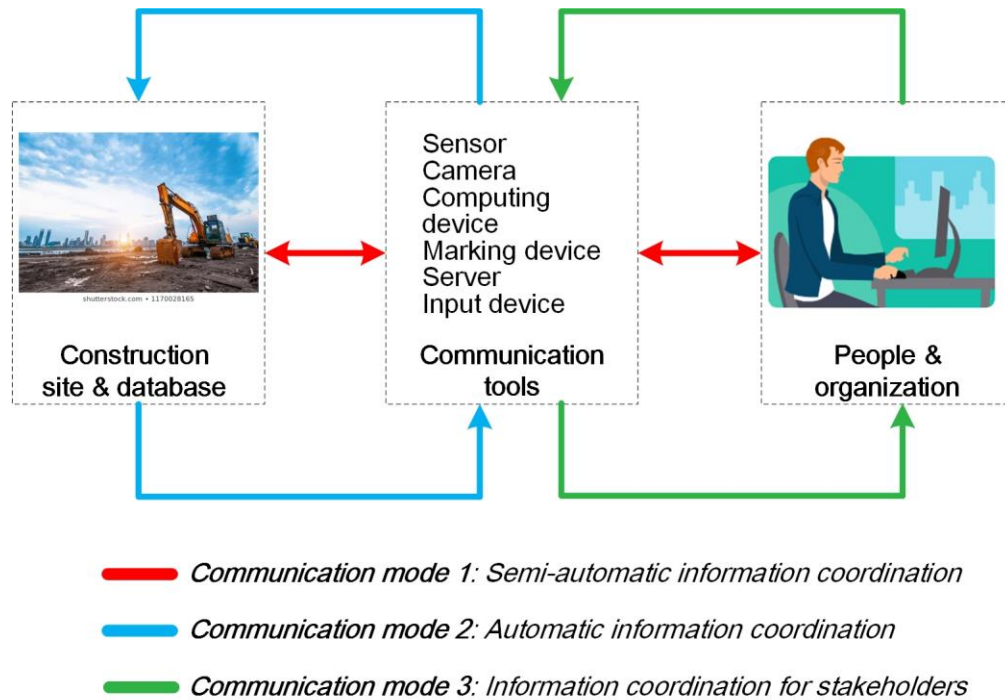 Sensor
Camera
Computing
device
Marking device
Server
Input device
shutterstock.com • 1170028165
Construction
site & database
Communication
tools
People &
organization
Communication mode 1: Semi-automatic information coordination
Communication mode 2: Automatic information coordination
Communication mode 3: Information coordination for stakeholders